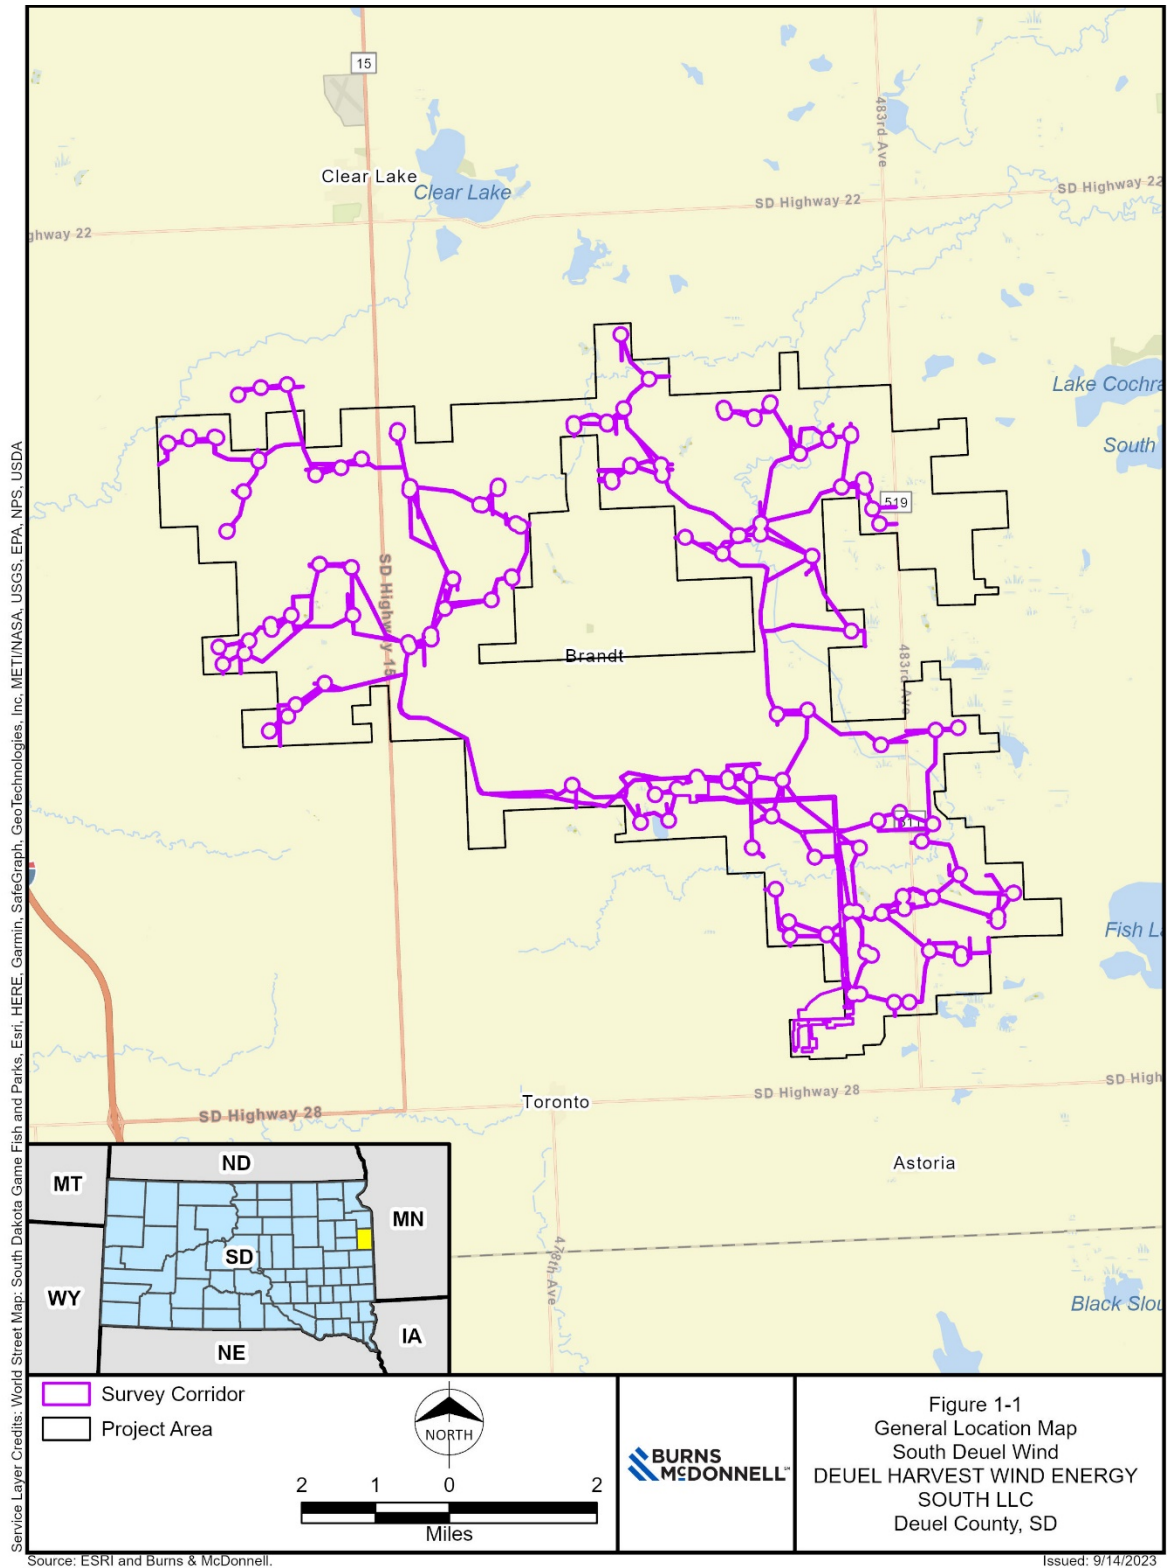 15
483rd Ave
Clear Lake
Clear Lake
SD Highway 22
SD Highway 22
ghway 22
Lake Cochra
South
519
SD Highway 15
Brandt
483rd Ave
311
Fish La
SD Highway 28
SD High
Toronto
SD Highway 28
Astoria
478th Ave
Black Slou
ND
MT
MN
SD
WY
IA
NE
Service Layer Credits: World Street Map: South Dakota Game Fish and Parks, Esri, HERE, Garmin, SafeGraph, GeoTechnologies, Inc, METI/NASA, USGS, EPA, NPS, USDA
Survey Corridor
Project Area
NORTH
2 1 0 2
Miles
BURNS
MCDONNELL
Figure 1-1
General Location Map
South Deuel Wind
DEUEL HARVEST WIND ENERGY
SOUTH LLC
Deuel County, SD
Source: ESRI and Burns & McDonnell.
Issued: 9/14/2023